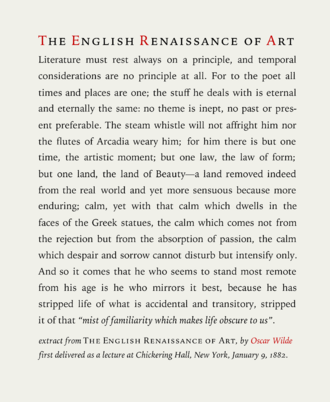 The English Renaissance of Art
Literature must rest always on a principle, and temporal
considerations are no principle at all. For to the poet all
times and places are one; the stuff he deals with is eternal
and eternally the same: no theme is inept, no past or pres-
ent preferable. The steam whistle will not affright him nor
the flutes of Arcadia weary him; for him there is but one
time, the artistic moment; but one law, the law of form;
but one land, the land of Beauty—a land removed indeed
from the real world and yet more sensuous because more
enduring; calm, yet with that calm which dwells in the
faces of the Greek statues, the calm which comes not from
the rejection but from the absorption of passion, the calm
which despair and sorrow cannot disturb but intensify only.
And so it comes that he who seems to stand most remote
from his age is he who mirrors it best, because he has
stripped life of what is accidental and transitory, stripped
it of that “mist of familiarity which makes life obscure to us”.
extract from The English Renaissance of Art, by Oscar Wilde
first delivered as a lecture at Chickering Hall, New York, January 9, 1882.